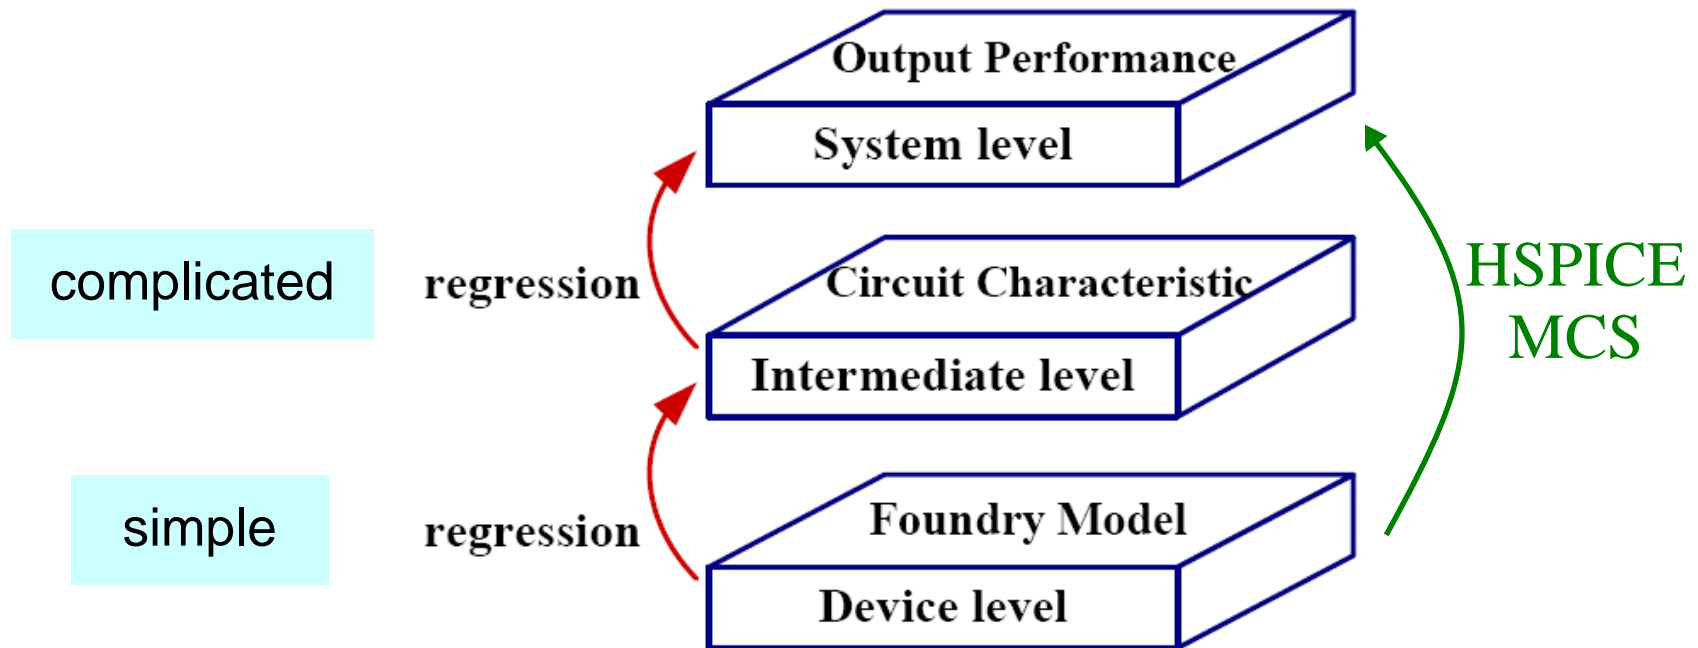 Output Performance
System level
complicated
regression
Circuit Characteristic
Intermediate level
HSPICE
MCS
simple
regression
Foundry Model
Device level